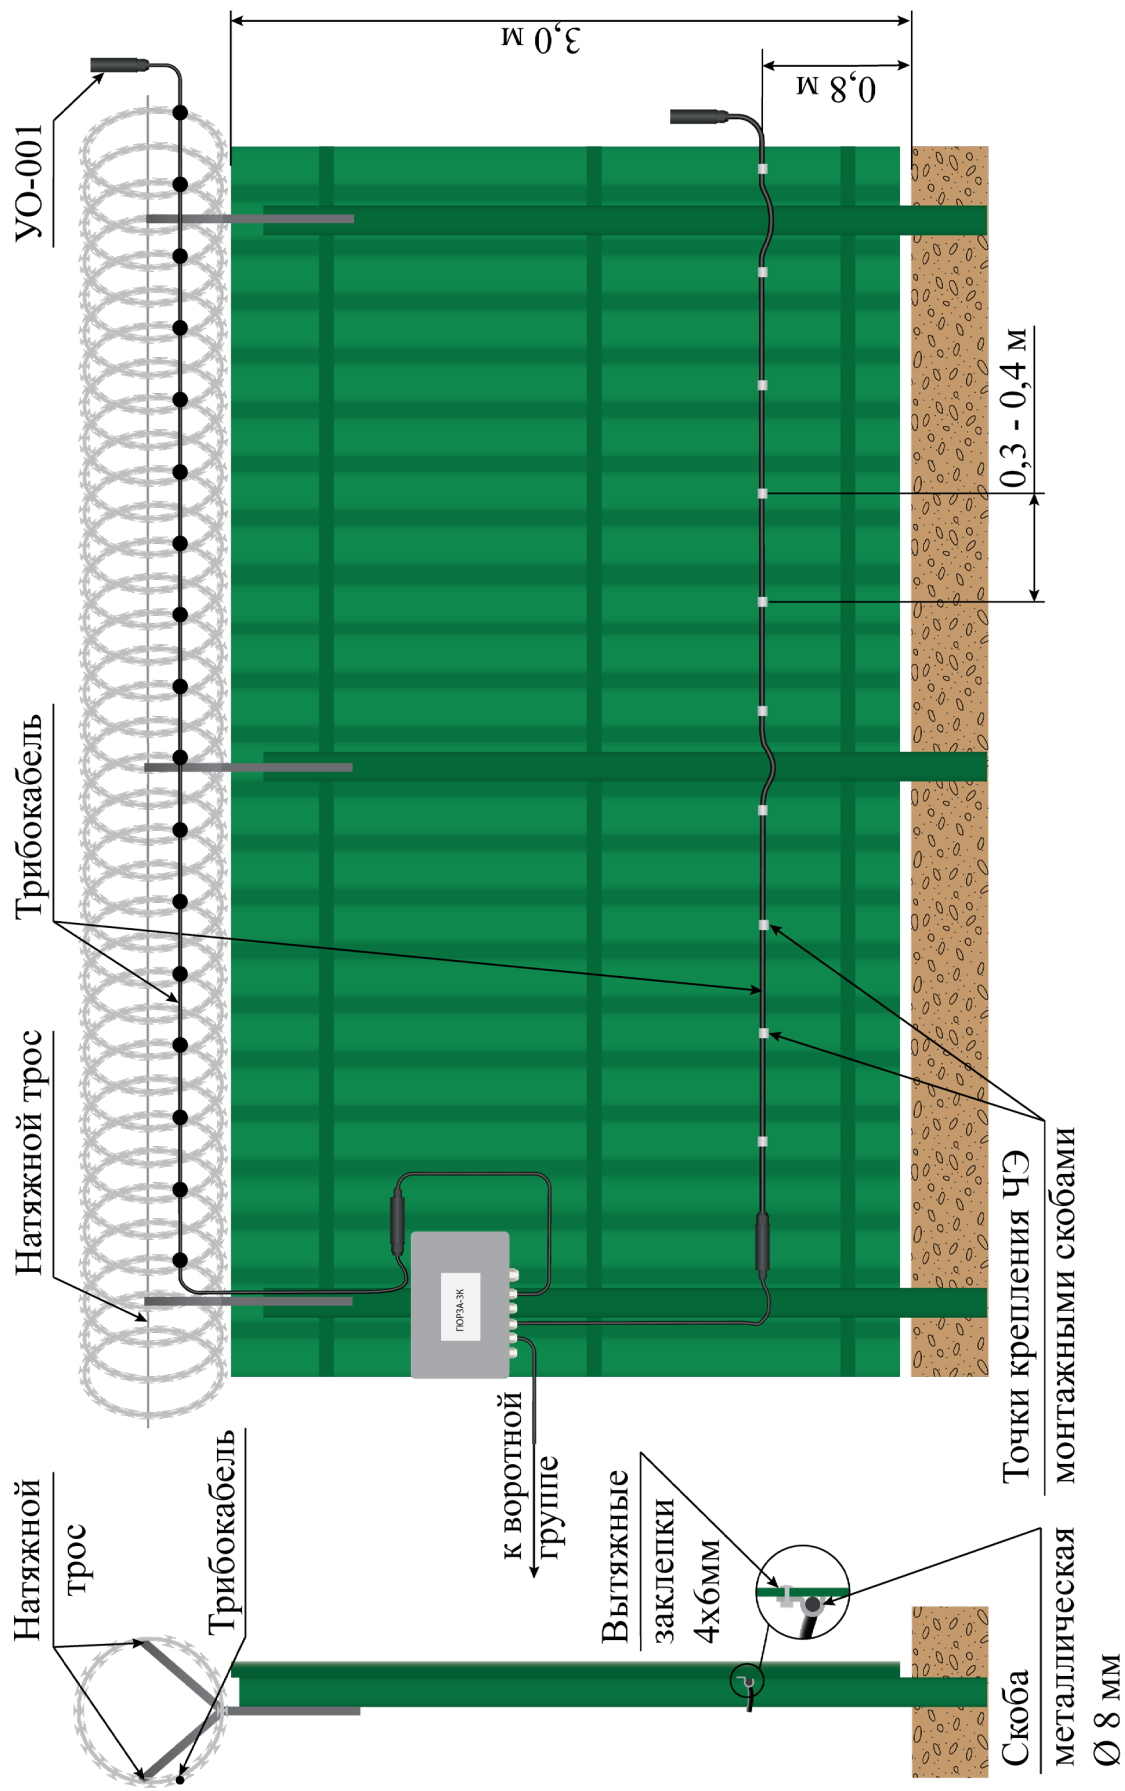 Натяжной
трос
Трибокабель
Натяжной трос
Трибокабель
УО-001
3,0 м
0,8 м
ГЮРЗА-3К
к воротной
группе
Вытяжные
заклепки
4х6мм
0,3 - 0,4 м
Скоба
металлическая
Ø 8 мм
Точки крепления ЧЭ
монтажными скобами